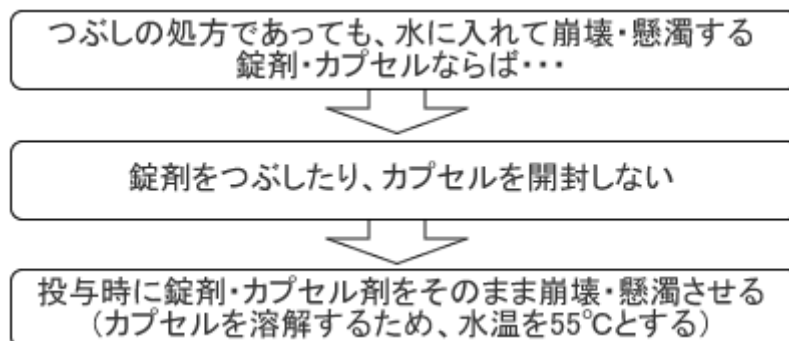 つぶしの処方であっても、水に入れて崩壊・懸濁する
錠剤・カプセルならば・・・
錠剤をつぶしたり、カプセルを開封しない
投与時に錠剤・カプセル剤をそのまま崩壊・懸濁させる
（カプセルを溶解するため、水温を55℃とする）